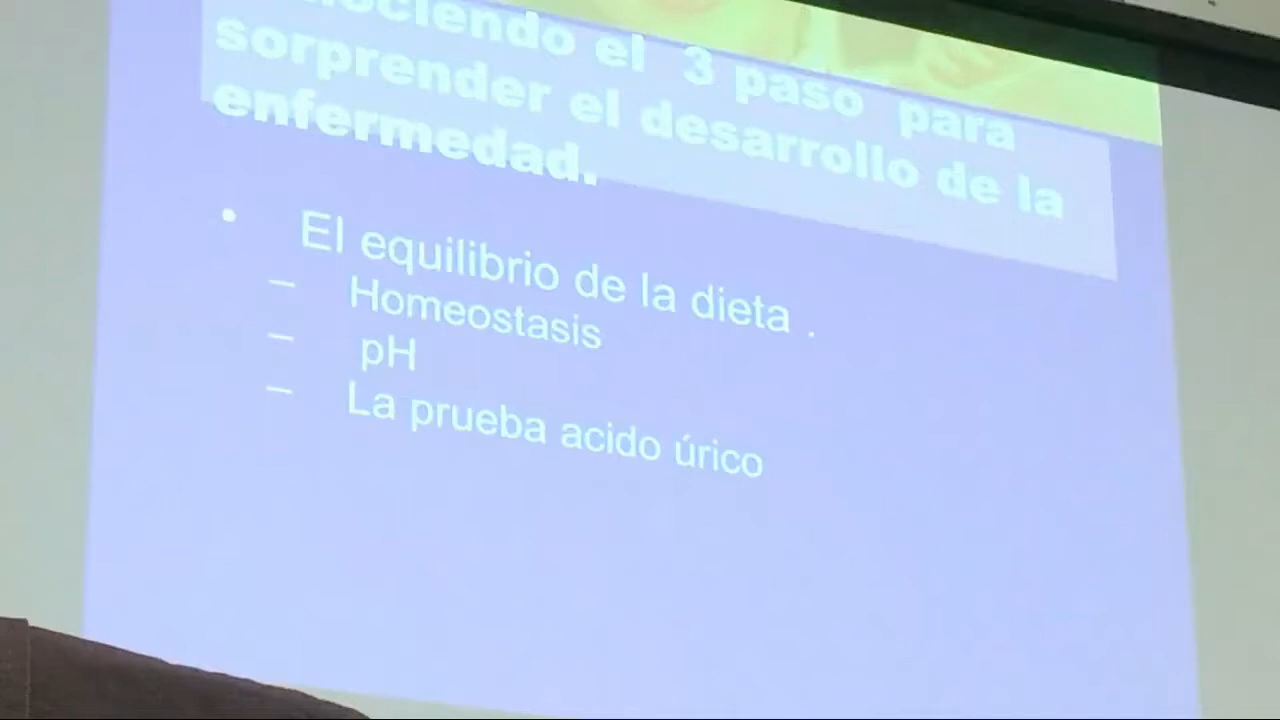 el 3 paso para
sorprender el desarrollo de la
enfermedad.
• El equilibrio de la dieta .
– Homeostasis
– pH
– La prueba acido úrico